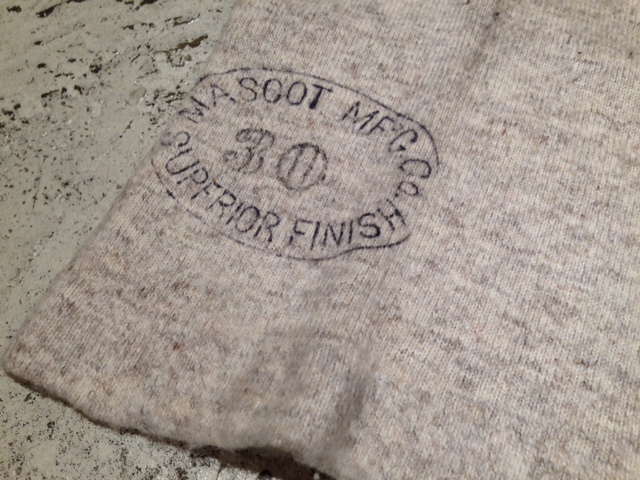 MASCOT MFG. Co.
30
SUPERIOR FINISH